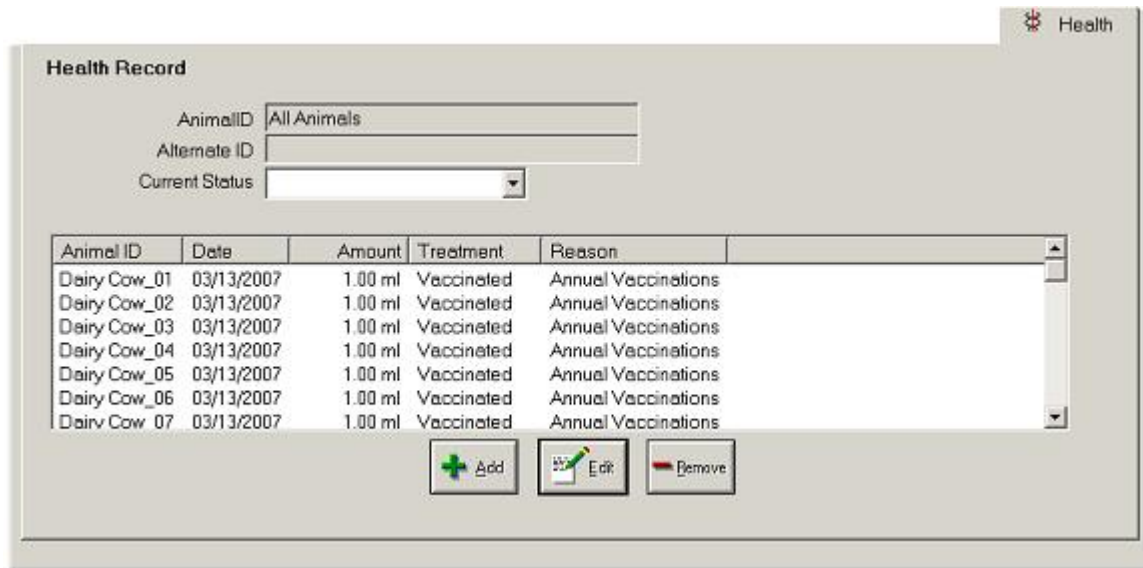 Health
Health Record
AnimalID All Animals
Alternate ID
Current Status
Animal ID Date Amount Treatment Reason
Dairy Cow_01 03/13/2007 1.00 ml Vaccinated Annual Vaccinations
Dairy Cow_02 03/13/2007 1.00 ml Vaccinated Annual Vaccinations
Dairy Cow_03 03/13/2007 1.00 ml Vaccinated Annual Vaccinations
Dairy Cow_04 03/13/2007 1.00 ml Vaccinated Annual Vaccinations
Dairy Cow_05 03/13/2007 1.00 ml Vaccinated Annual Vaccinations
Dairy Cow_06 03/13/2007 1.00 ml Vaccinated Annual Vaccinations
Dairy Cow_07 03/13/2007 1.00 ml Vaccinated Annual Vaccinations
Add Edit Remove